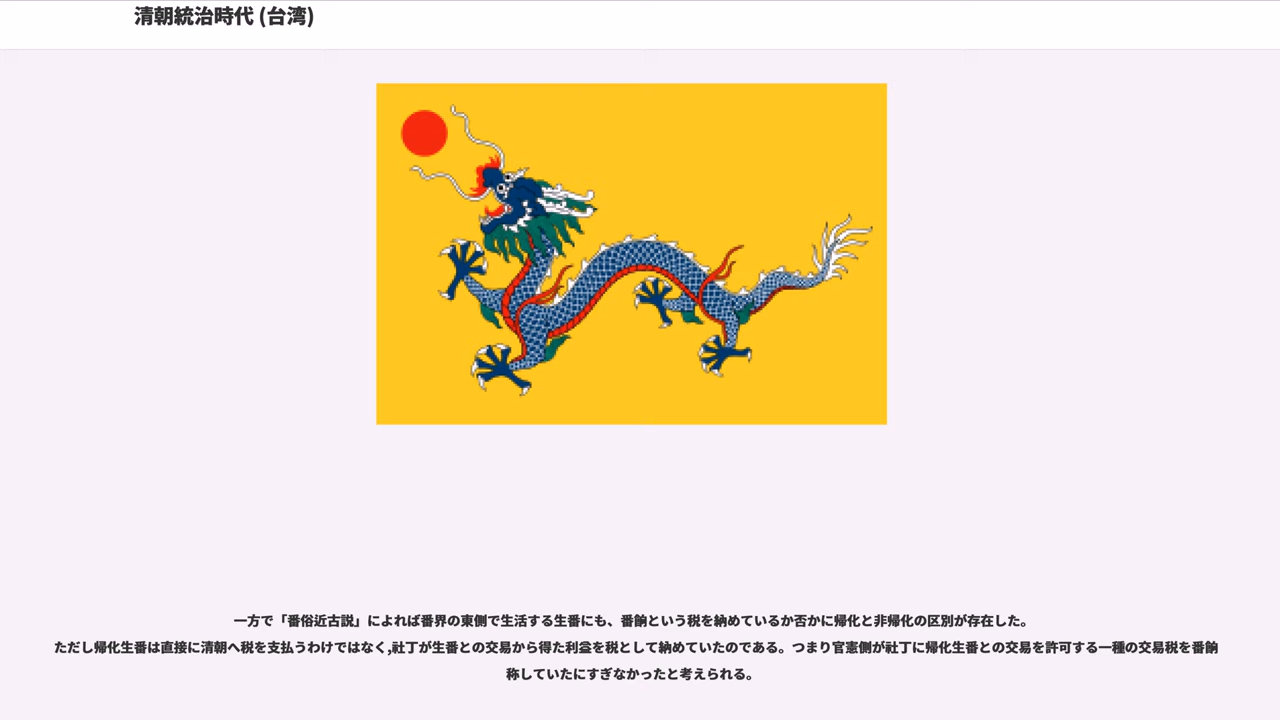 清朝統治時代 (台湾)
一方で「番俗近古説」によれば番界の東側で生活する生番にも、番餉という税を納めているか否かに帰化と非帰化の区別が存在した。
ただし帰化生番は直接に清朝へ税を支払うわけではなく,社丁が生番との交易から得た利益を税として納めていたのである。つまり官憲側が社丁に帰化生番との交易を許可する一種の交易税を番餉
称していたにすぎなかったと考えられる。